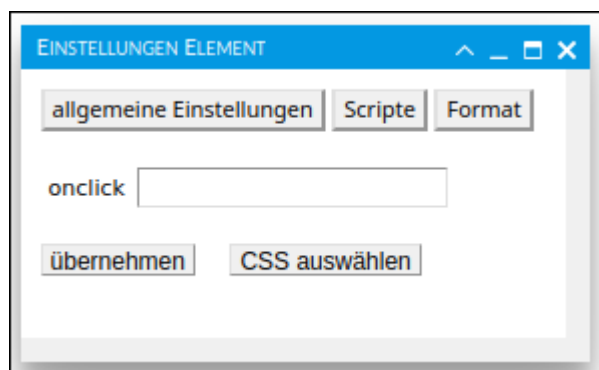 Einstellungen Element
allgemeine Einstellungen Scripte Format
onclick
übernehmen CSS auswählen